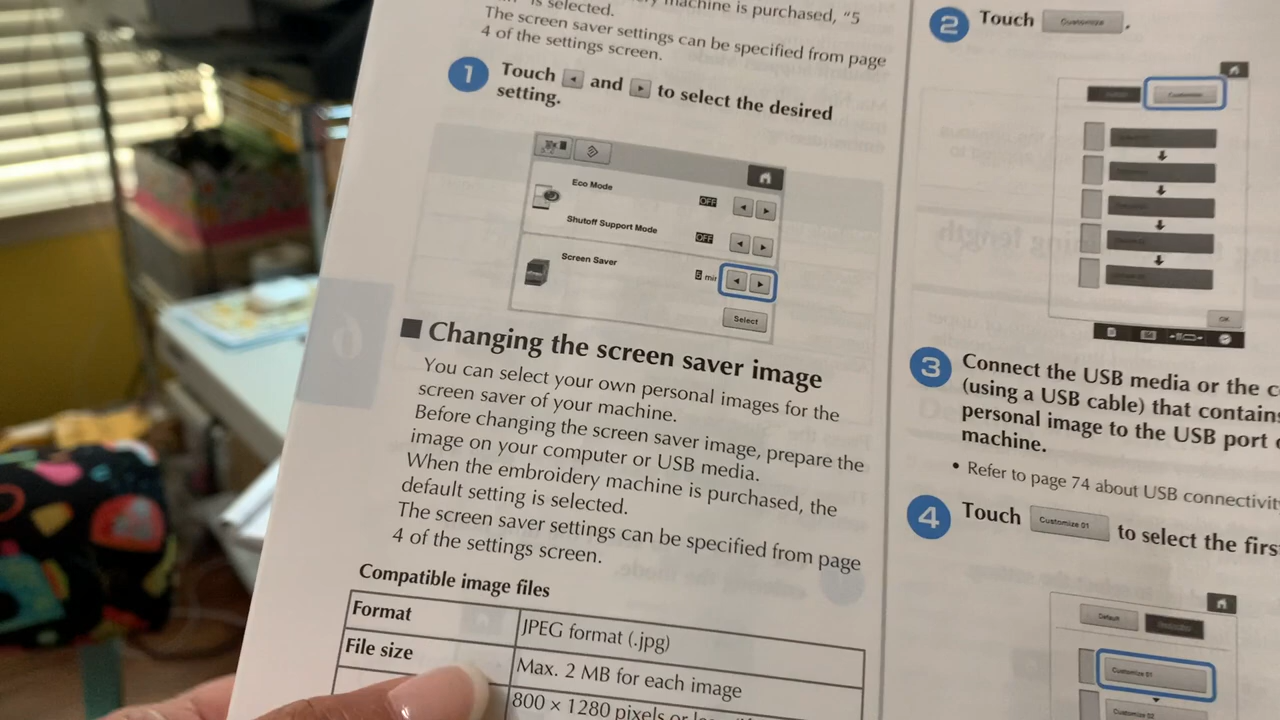 is selected.
machine is purchased, "5
The screen saver settings can be specified from page
4 of the settings screen.
1 Touch and to select the desired
setting.
Eco Mode OFF
Shutoff Support Mode OFF
Screen Saver 5 min
Select
■ Changing the screen saver image
You can select your own personal images for the
screen saver of your machine.
Before changing the screen saver image, prepare the
image on your computer or USB media.
When the embroidery machine is purchased, the
default setting is selected.
The screen saver settings can be specified from page
4 of the settings screen.
Compatible image files
Format JPEG format (.jpg)
File size Max. 2 MB for each image
800 × 1280 pixels or
6
2 Touch Customize .
Customize
OK
3 Connect the USB media or the
(using a USB cable) that contains
personal image to the USB port
machine.
• Refer to page 74 about USB
4 Touch Customize 01 to select the
Default
Customize 01
Customize 02